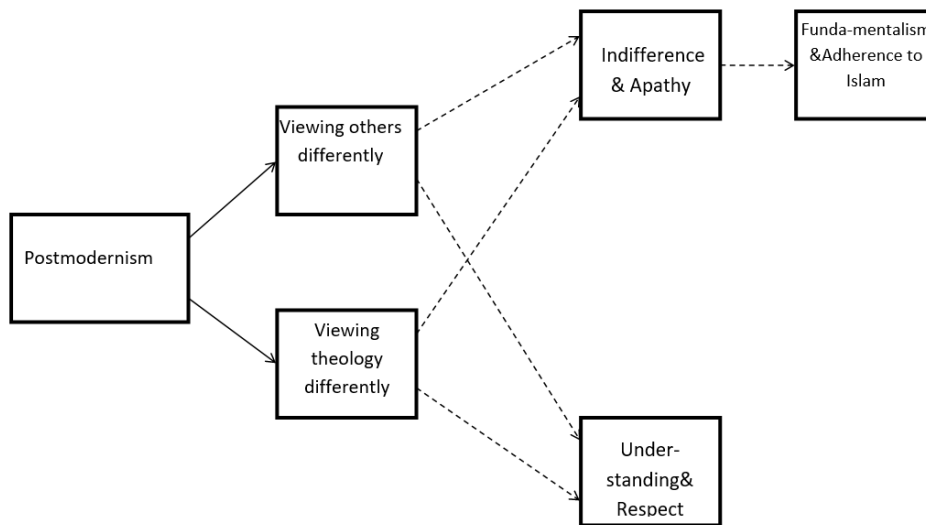 Postmodernism
Viewing others
differently
Viewing
theology
differently
Indifference
& Apathy
Under-
standing&
Respect
Funda-mentalism
&Adherence to
Islam